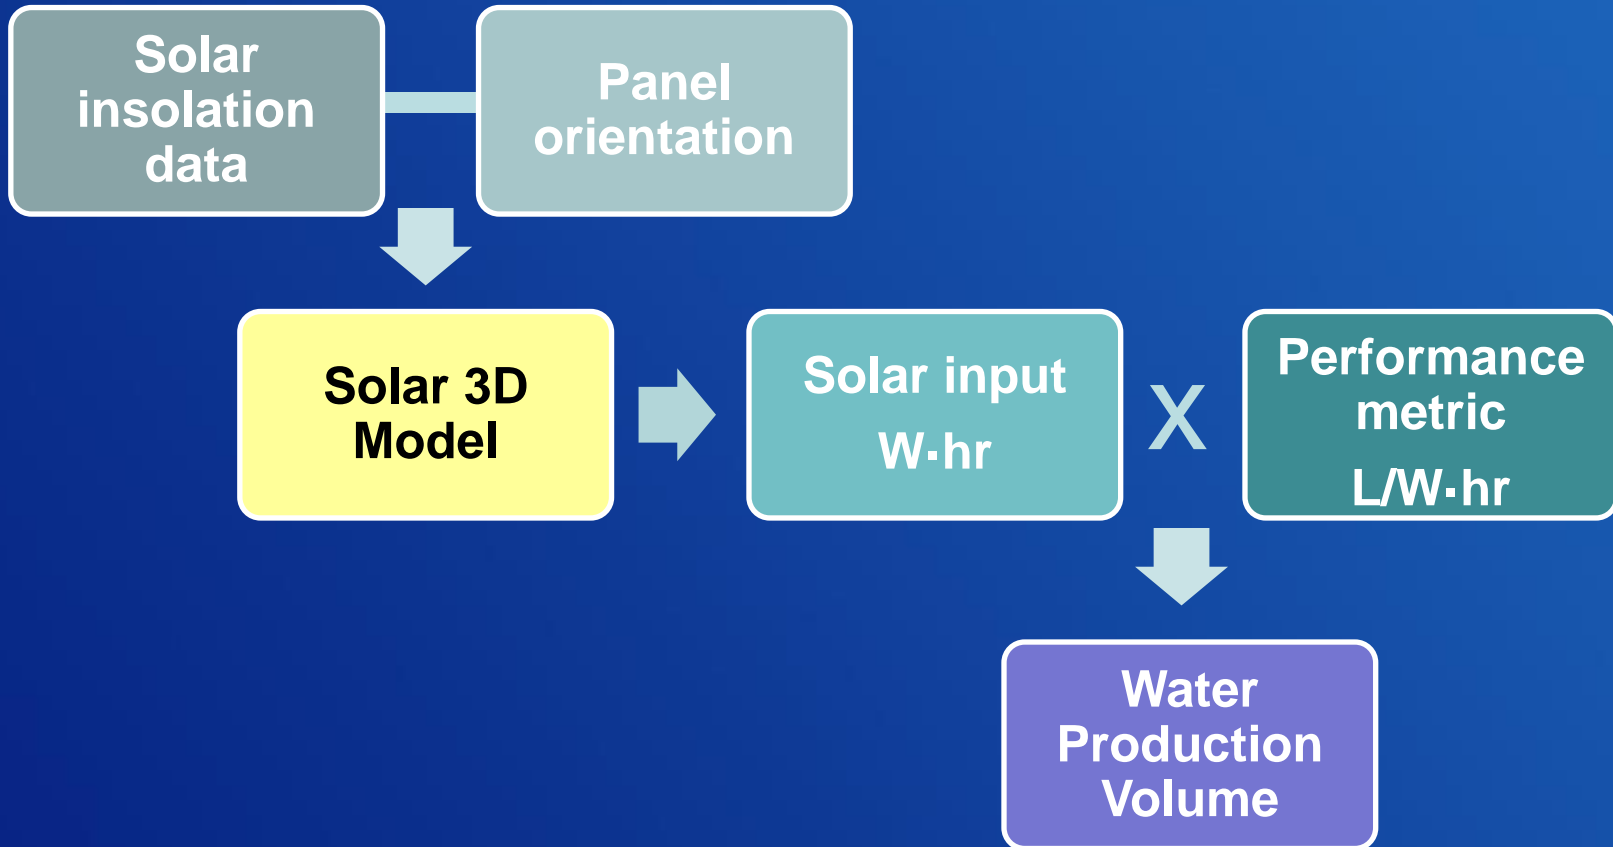 Solar
insolation
data
Panel
orientation
Solar 3D
Model
Solar input
W·hr
X
Performance
metric
L/W·hr
Water
Production
Volume